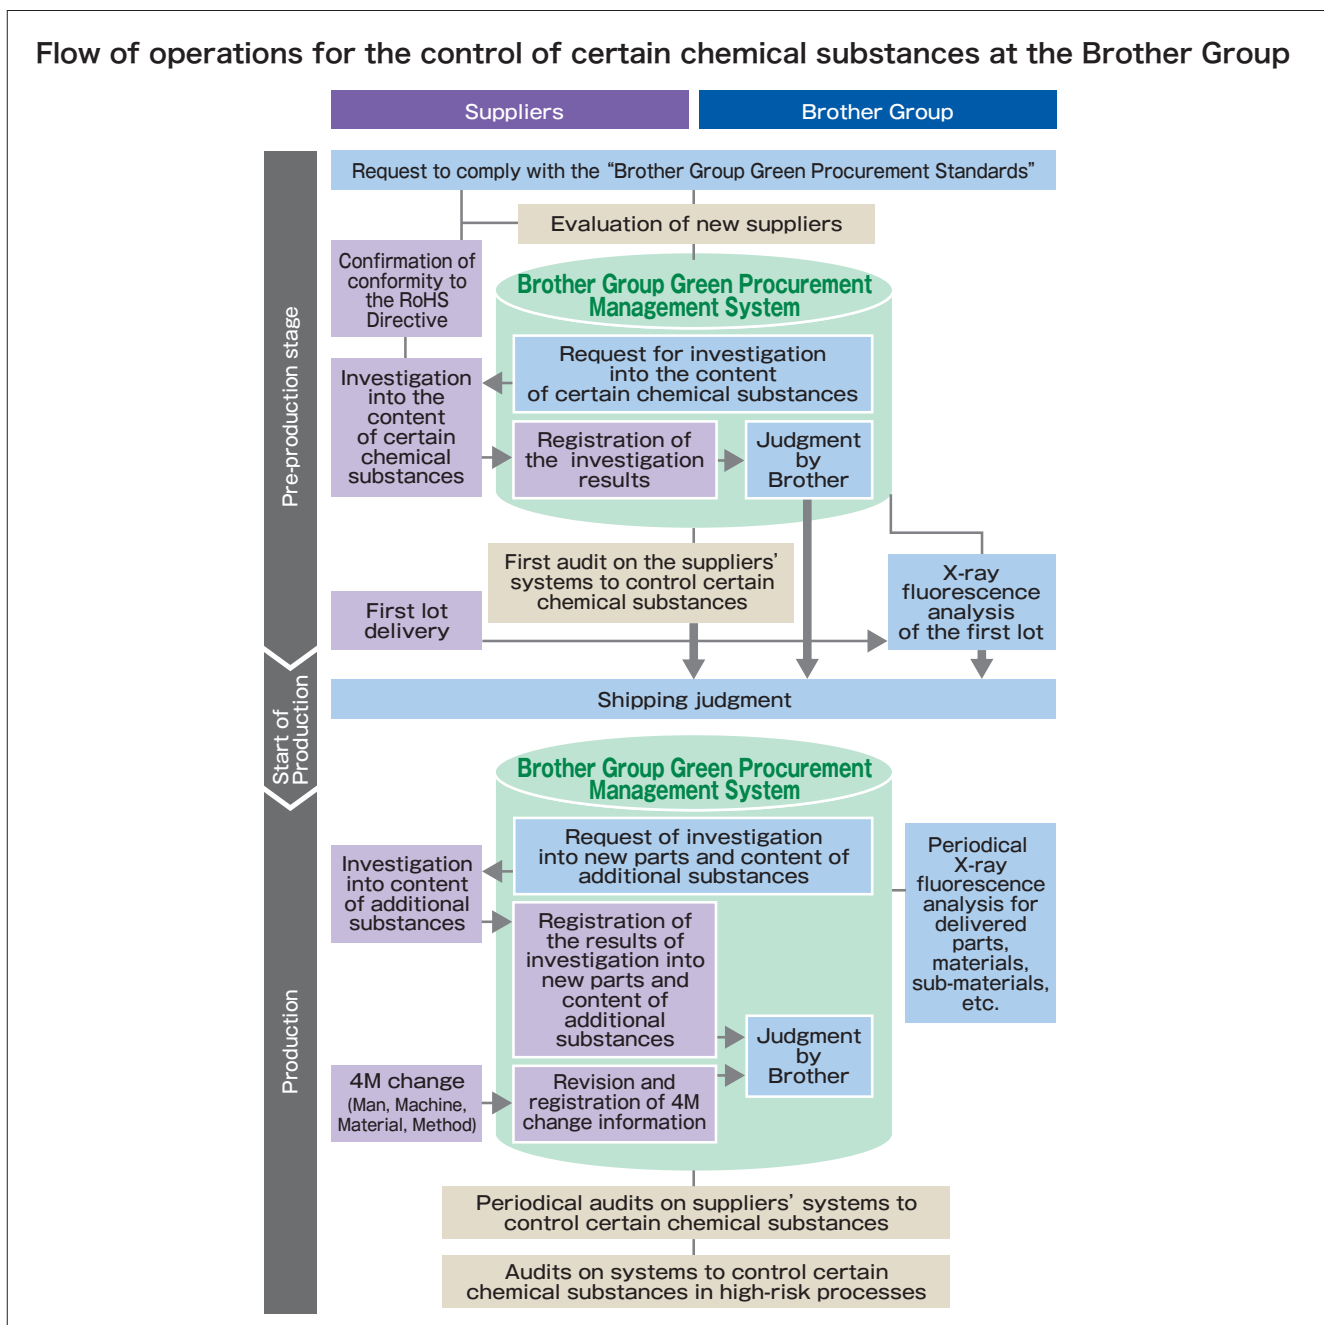 Flow of operations for the control of certain chemical substances at the Brother Group
Suppliers
Brother Group
Pre-production stage
Request to comply with the “Brother Group Green Procurement Standards”
Evaluation of new suppliers
Confirmation of
conformity to
the RoHS
Directive
Brother Group Green Procurement
Management System
Request for investigation
into the content
of certain chemical substances
Investigation
into the
content
of certain
chemical
substances
Registration of
the investigation
results
Judgment
by
Brother
First audit on the suppliers’
systems to control certain
chemical substances
X-ray
fluorescence
analysis
of the first lot
First lot
delivery
Start of
Production
Shipping judgment
Production
Brother Group Green Procurement
Management System
Request of investigation
into new parts and content of
additional substances
Investigation
into content
of additional
substances
Periodical
X-ray
fluorescence
analysis for
delivered
parts,
materials,
sub-materials,
etc.
Registration of
the results of
investigation into
new parts and
content of
additional
substances
Judgment
by
Brother
4M change
(Man, Machine,
Material, Method)
Revision and
registration of 4M
change information
Periodical audits on suppliers’ systems to
control certain chemical substances
Audits on systems to control certain
chemical substances in high-risk processes